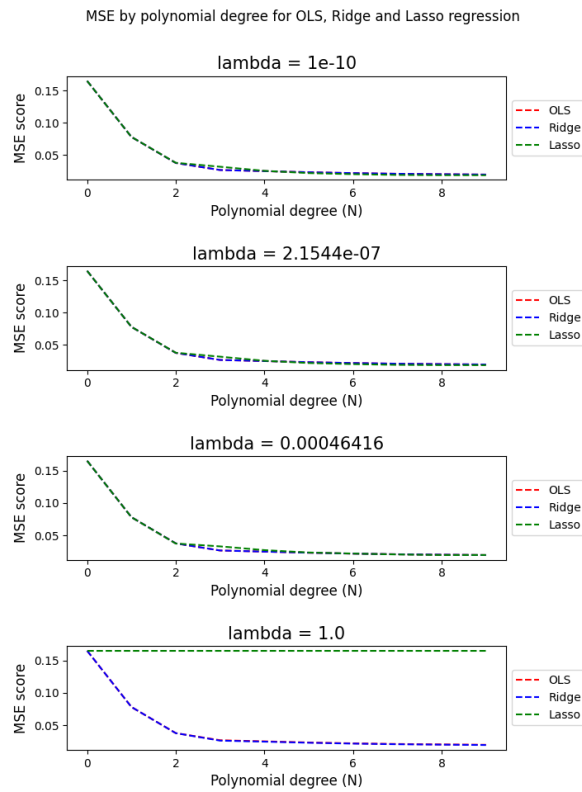 MSE by polynomial degree for OLS, Ridge and Lasso regression
lambda = 1e-10
MSE score
0.15
0.10
0.05
0 2 4 6 8
Polynomial degree (N)
OLS
Ridge
Lasso
lambda = 2.1544e-07
MSE score
0.15
0.10
0.05
0 2 4 6 8
Polynomial degree (N)
OLS
Ridge
Lasso
lambda = 0.00046416
MSE score
0.15
0.10
0.05
0 2 4 6 8
Polynomial degree (N)
OLS
Ridge
Lasso
lambda = 1.0
MSE score
0.15
0.10
0.05
0 2 4 6 8
Polynomial degree (N)
OLS
Ridge
Lasso